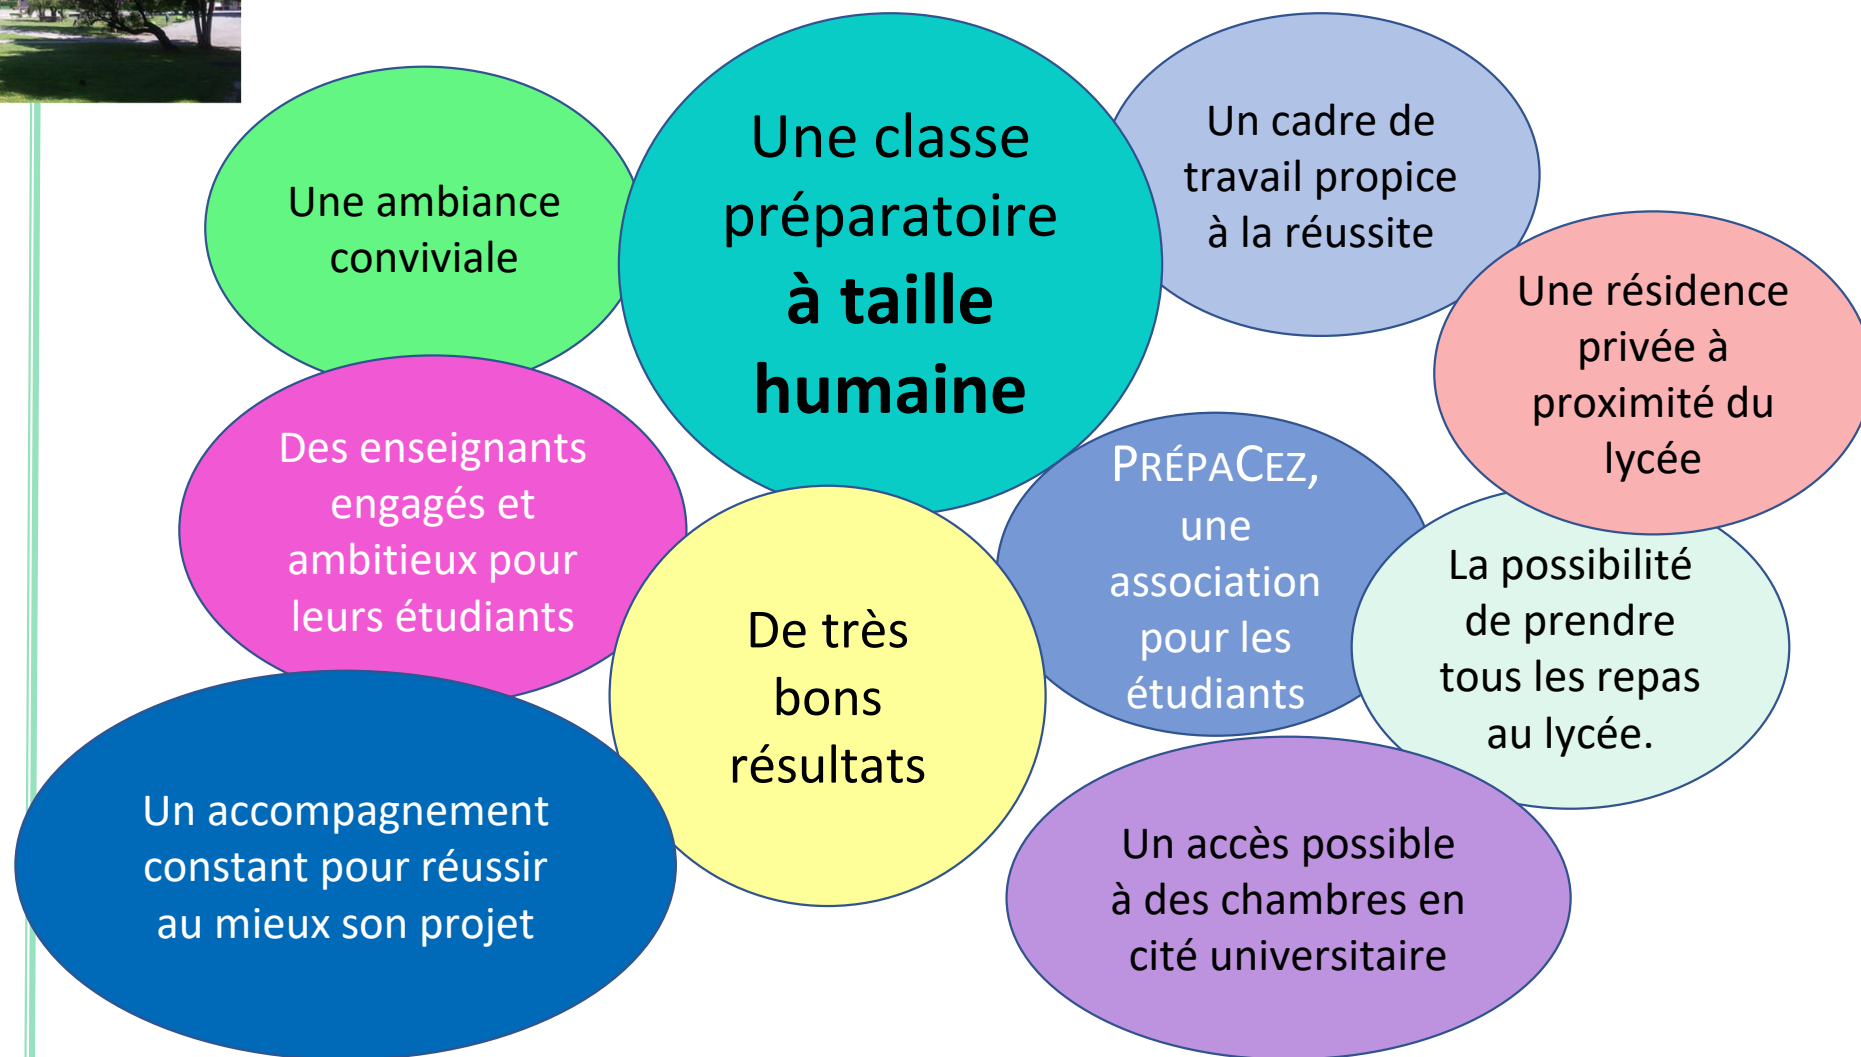 Une ambiance
conviviale
Une classe
préparatoire
à taille
humaine
Un cadre de
travail propice
à la réussite
Une résidence
privée à
proximité du
lycée
Des enseignants
engagés et
ambitieux pour
leurs étudiants
De très
bons
résultats
PRÉPACEZ,
une
association
pour les
étudiants
La possibilité
de prendre
tous les repas
au lycée.
Un accompagnement
constant pour réussir
au mieux son projet
Un accès possible
à des chambres en
cité universitaire